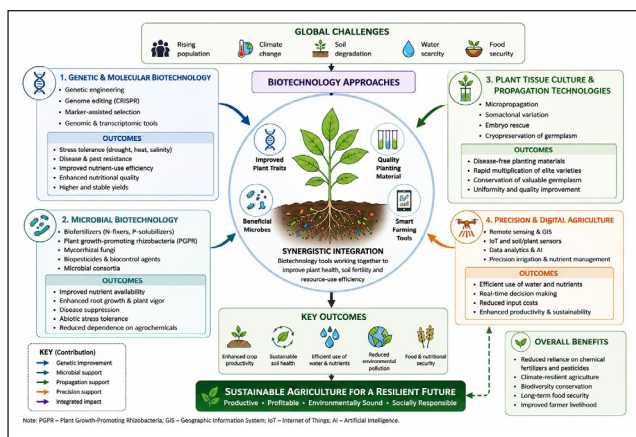 GLOBAL CHALLENGES
Rising
population
Climate
change
Soil
degradation
Water
scarcity
Food
security
BIOTECHNOLOGY APPROACHES
1. GENETIC & MOLECULAR BIOTECHNOLOGY
• Genetic engineering
• Genome editing (CRISPR)
• Marker-assisted selection
• Genomic & transcriptomic tools
OUTCOMES
• Stress tolerance (drought, heat, salinity)
• Disease & pest resistance
• Improved nutrient-use efficiency
• Enhanced nutritional quality
• Higher and stable yields
2. MICROBIAL BIOTECHNOLOGY
• Biofertilizers (N-fixers, P-solubilizers)
• Plant growth-promoting rhizobacteria (PGPR)
• Mycorrhizal fungi
• Biopesticides & biocontrol agents
• Microbial consortia
OUTCOMES
• Improved nutrient availability
• Enhanced root growth & plant vigor
• Disease suppression
• Abiotic stress tolerance
• Reduced dependence on agrochemicals
Improved
Plant Traits
Quality
Planting
Material
Beneficial
Microbes
Smart
Farming
Tools
SYNERGISTIC INTEGRATION
Biotechnology tools working together to
improve plant health, soil fertility and
resource-use efficiency
3. PLANT TISSUE CULTURE &
PROPAGATION TECHNOLOGIES
• Micropropagation
• Somaclonal variation
• Embryo rescue
• Cryopreservation of germplasm
OUTCOMES
• Disease-free planting materials
• Rapid multiplication of elite varieties
• Conservation of valuable germplasm
• Uniformity and quality improvement
4. PRECISION & DIGITAL AGRICULTURE
• Remote sensing & GIS
• IoT and soil/plant sensors
• Data analytics & AI
• Precision irrigation & nutrient management
OUTCOMES
• Efficient use of water and nutrients
• Real-time decision making
• Reduced input costs
• Enhanced productivity & sustainability
KEY OUTCOMES
Enhanced crop
productivity
Sustainable
soil health
Efficient use of
water & nutrients
Reduced
environmental
pollution
Food & nutritional
security
KEY (Contribution)
Genetic improvement
Microbial support
Propagation support
Precision support
Integrated impact
SUSTAINABLE AGRICULTURE FOR A RESILIENT FUTURE
Productive • Profitable • Environmentally Sound • Socially Responsible
OVERALL BENEFITS
• Reduced reliance on chemical
fertilizers and pesticides
• Climate-resilient agriculture
• Biodiversity conservation
• Long-term food security
• Improved farmer livelihood
Note: PGPR – Plant Growth-Promoting Rhizobacteria; GIS – Geographic Information System; IoT – Internet of Things; AI – Artificial Intelligence.